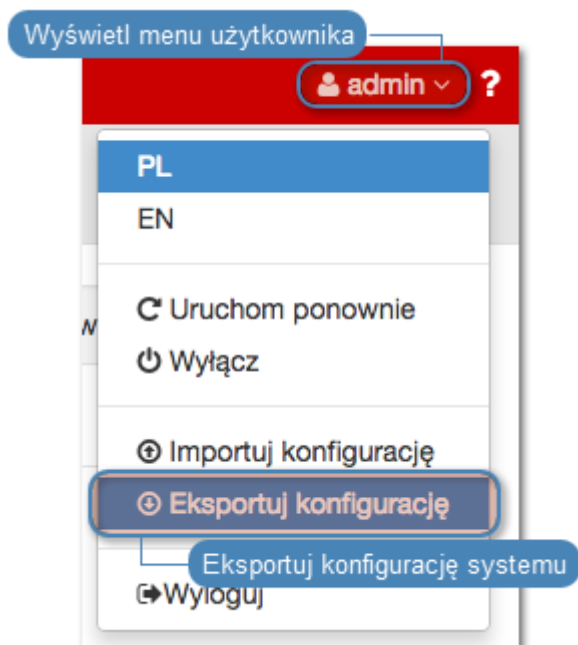 Wyświetl menu użytkownika
admin ?
PL
EN
W
Uruchom ponownie
Wyłącz
Importuj konfigurację
Eksportuj konfigurację
Eksportuj konfigurację systemu
Wyloguj